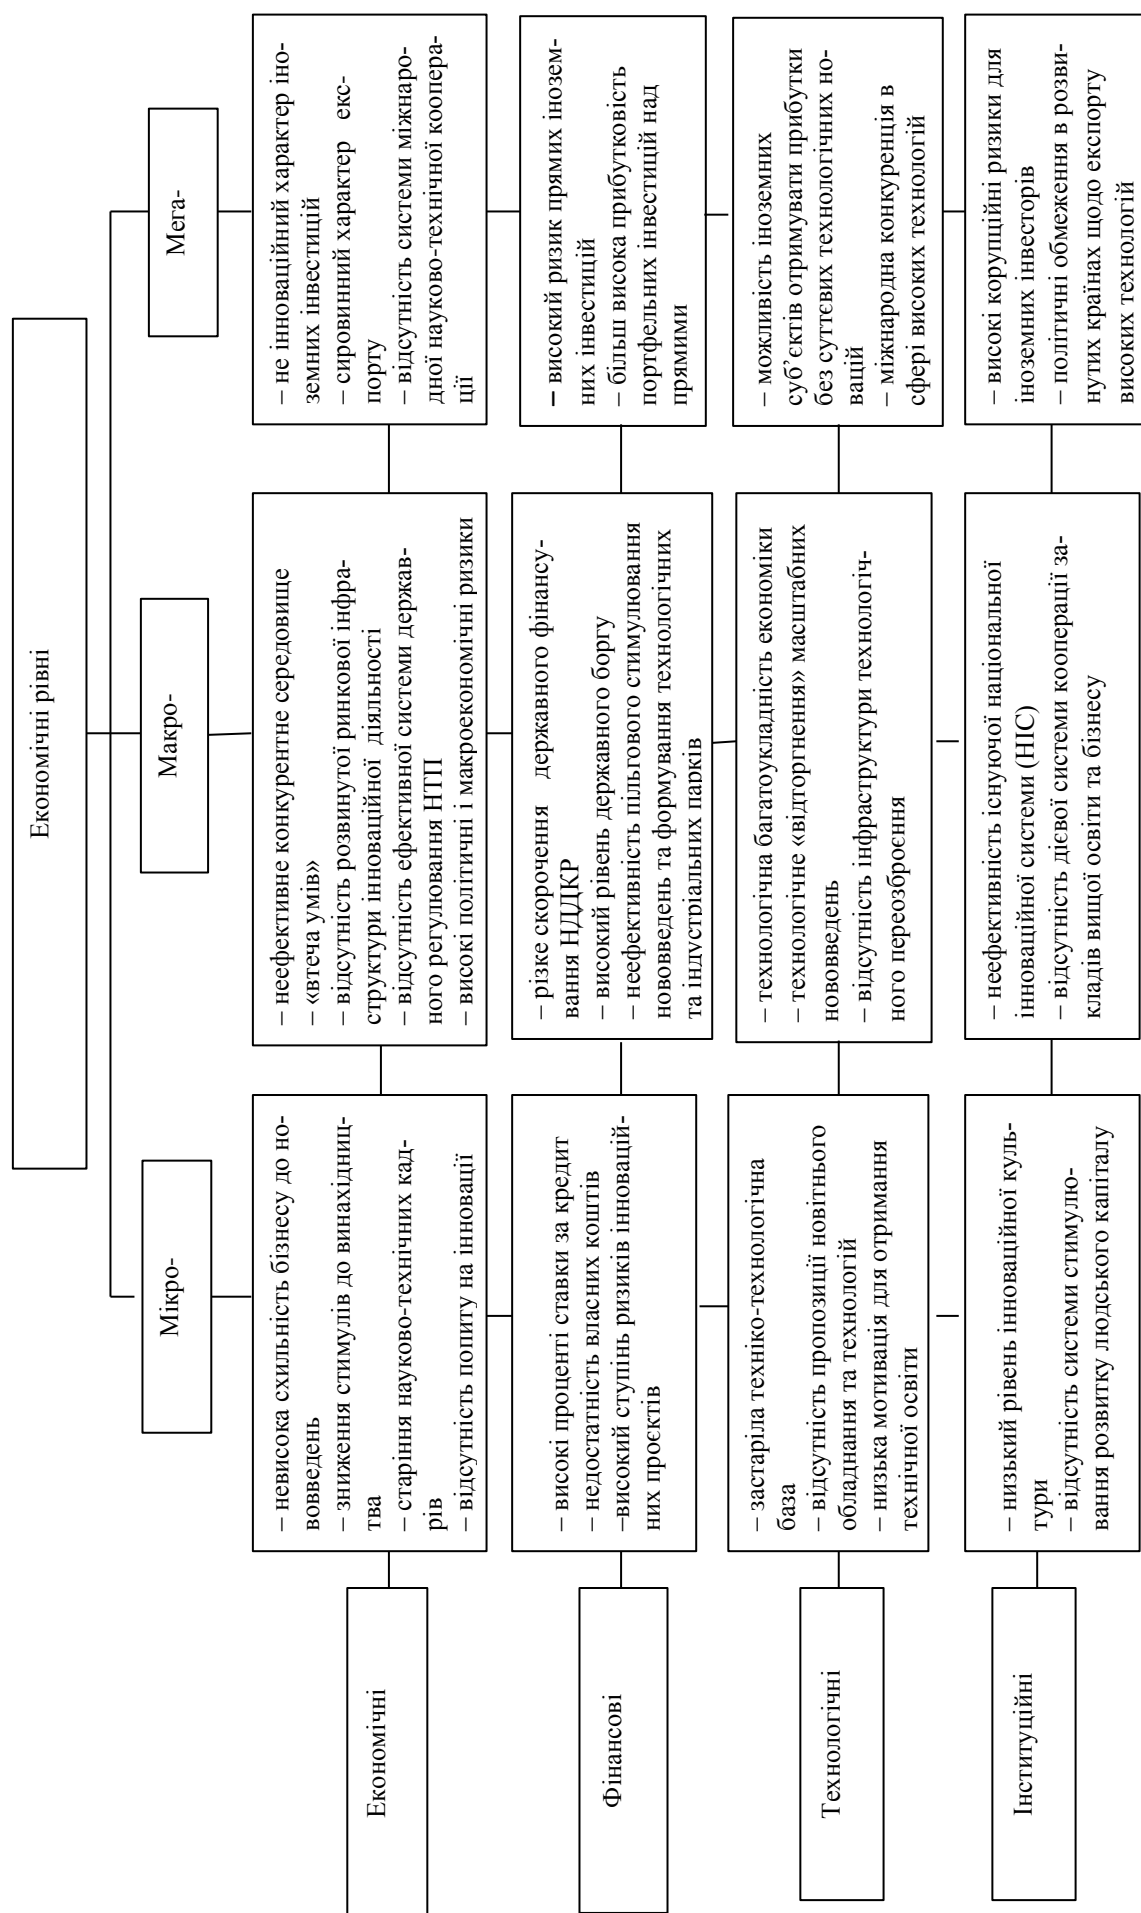 Економічні рівні
Мікро-
Макро-
Мега-
Економічні
– невисока схильність бізнесу до но-
вовведень
– зниження стимулів до винахідниц-
тва
– старіння науково-технічних кад-
рів
– відсутність попиту на інновації
– неефективне конкурентне середовище
– «втеча умів»
– відсутність розвинутої ринкової інфра-
структури інноваційної діяльності
– відсутність ефективної системи держав-
ного регулювання НТП
– високі політичні і макроекономічні ризики
– не інноваційний характер іно-
земних інвестицій
– сировинний характер екс-
порту
– відсутність системи міжнаро-
дної науково-технічної коопера-
ції
Фінансові
– високі проценті ставки за кредит
– недостатність власних коштів
–високий ступінь ризиків інновацій-
них проєктів
– різке скорочення державного фінансу-
вання НДДКР
– високий рівень державного боргу
– неефективність пільгового стимулювання
нововведень та формування технологічних
та індустріальних парків
– високий ризик прямих інозем-
них інвестицій
– більш висока прибутковість
портфельних інвестицій над
прямими
Технологічні
– застаріла техніко-технологічна
база
– відсутність пропозиції новітнього
обладнання та технологій
– низька мотивація для отримання
технічної освіти
– технологічна багатоукладність економіки
– технологічне «відторгнення» масштабних
нововведень
– відсутність інфраструктури технологіч-
ного переозброєння
– можливість іноземних
суб’єктів отримувати прибутки
без суттєвих технологічних но-
вацій
– міжнародна конкуренція в
сфері високих технологій
Інституційні
– низький рівень інноваційної куль-
тури
– відсутність системи стимулю-
вання розвитку людського капіталу
– неефективність існуючої національної
інноваційної системи (НІС)
– відсутність дієвої системи кооперації за-
кладів вищої освіти та бізнесу
– високі корупційні ризики для
іноземних інвесторів
– політичні обмеження в розви-
нутих країнах щодо експорту
високих технологій